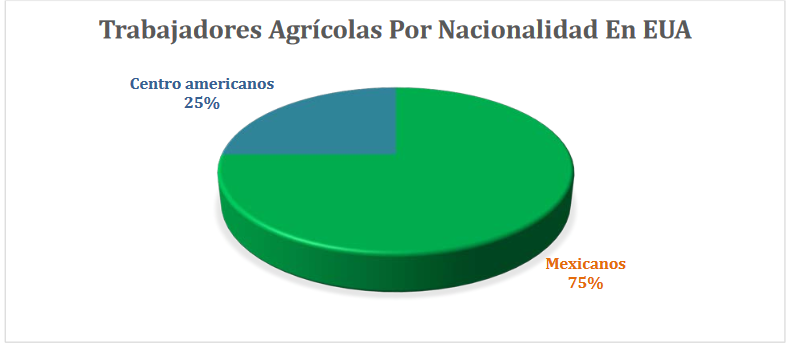 Trabajadores Agrícolas Por Nacionalidad En EUA
Centro americanos
25%
Mexicanos
75%